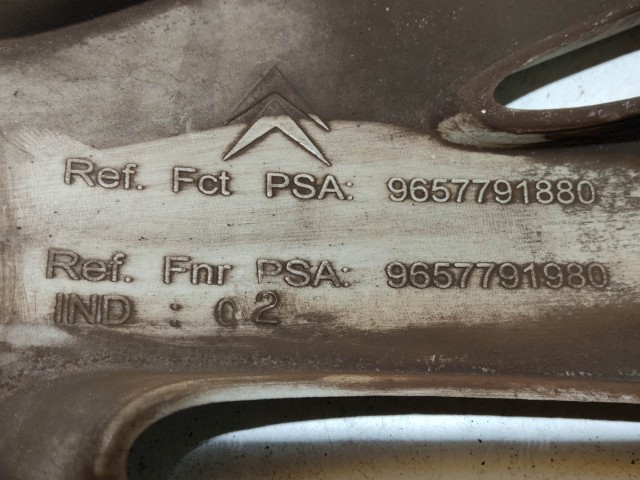 Ref. Fct PSA: 9657791880
Ref. Fnr PSA: 9657791980
IND : 02